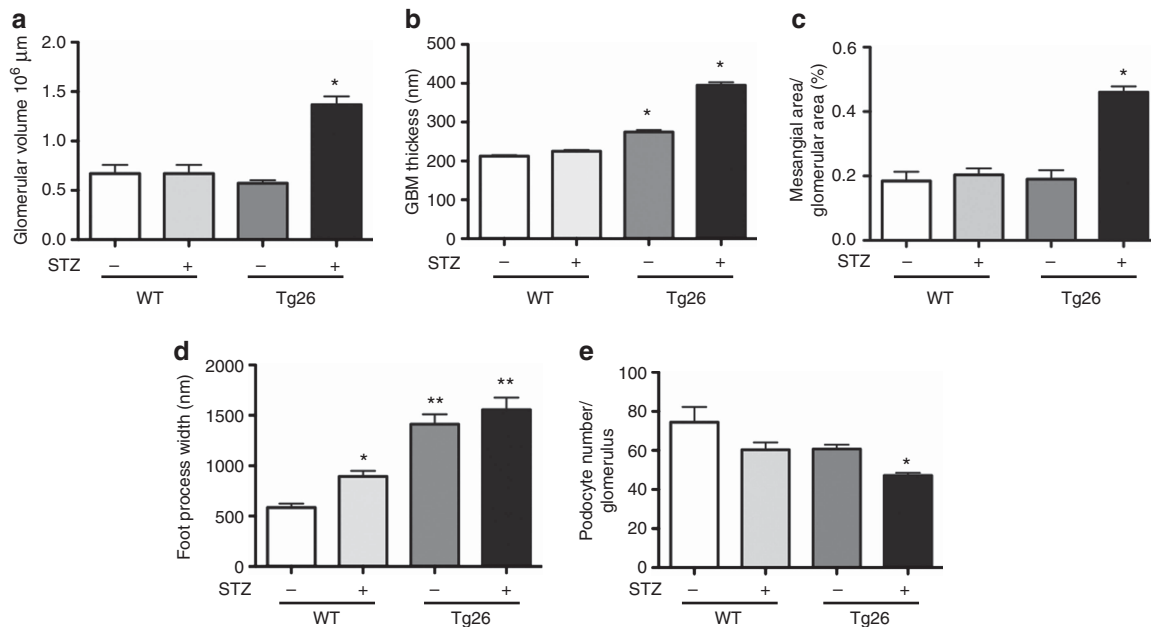 a
Glomerular volume 10⁶ µm
2.0
1.5
1.0
0.5
0.0
*
STZ – + – +
WT Tg26
b
GBM thickess (nm)
500
400
300
200
100
0
*
*
STZ – + – +
WT Tg26
c
Mesangial area/
glomerular area (%)
0.6
0.4
0.2
0.0
*
STZ – + – +
WT Tg26
d
Foot process width (nm)
2000
1500
1000
500
0
*
**
**
STZ – + – +
WT Tg26
e
Podocyte number/
glomerulus
100
80
60
40
20
0
*
STZ – + – +
WT Tg26